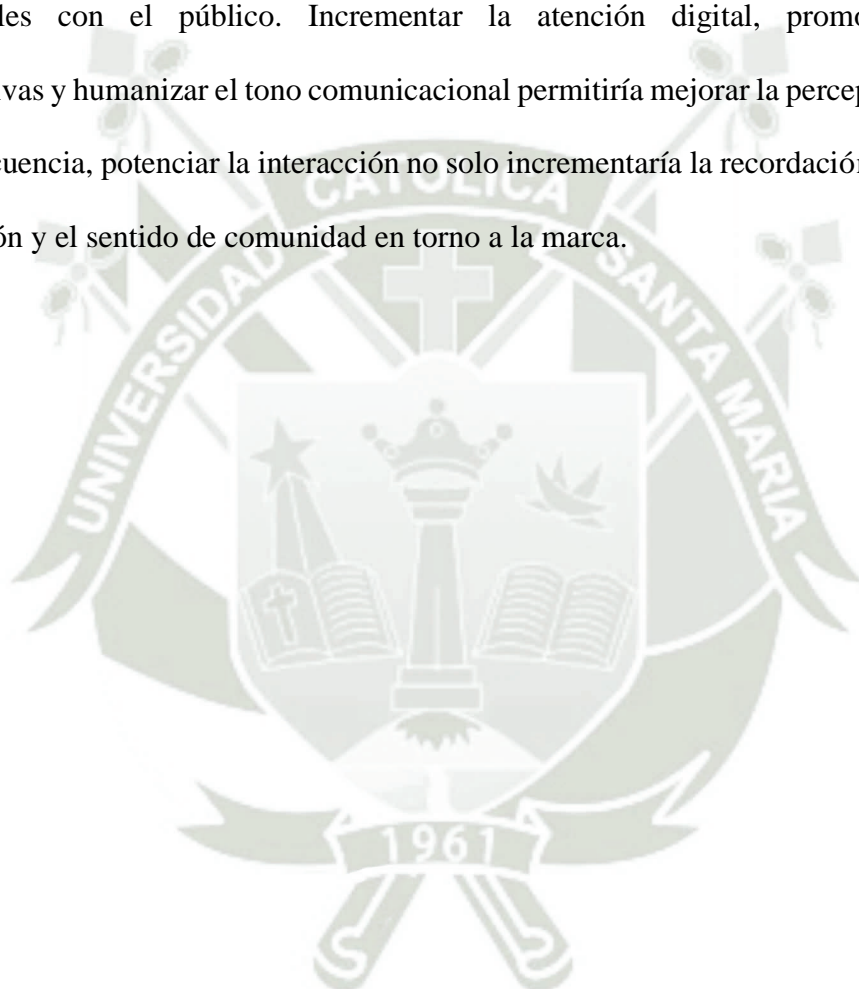 les con el público. Incrementar la atención digital, promo
ivas y humanizar el tono comunicacional permitiría mejorar la percep
cuencia, potenciar la interacción no solo incrementaría la recordación
ón y el sentido de comunidad en torno a la marca.
UNIVERSIDAD CATOLICA SANTA MARIA
1961